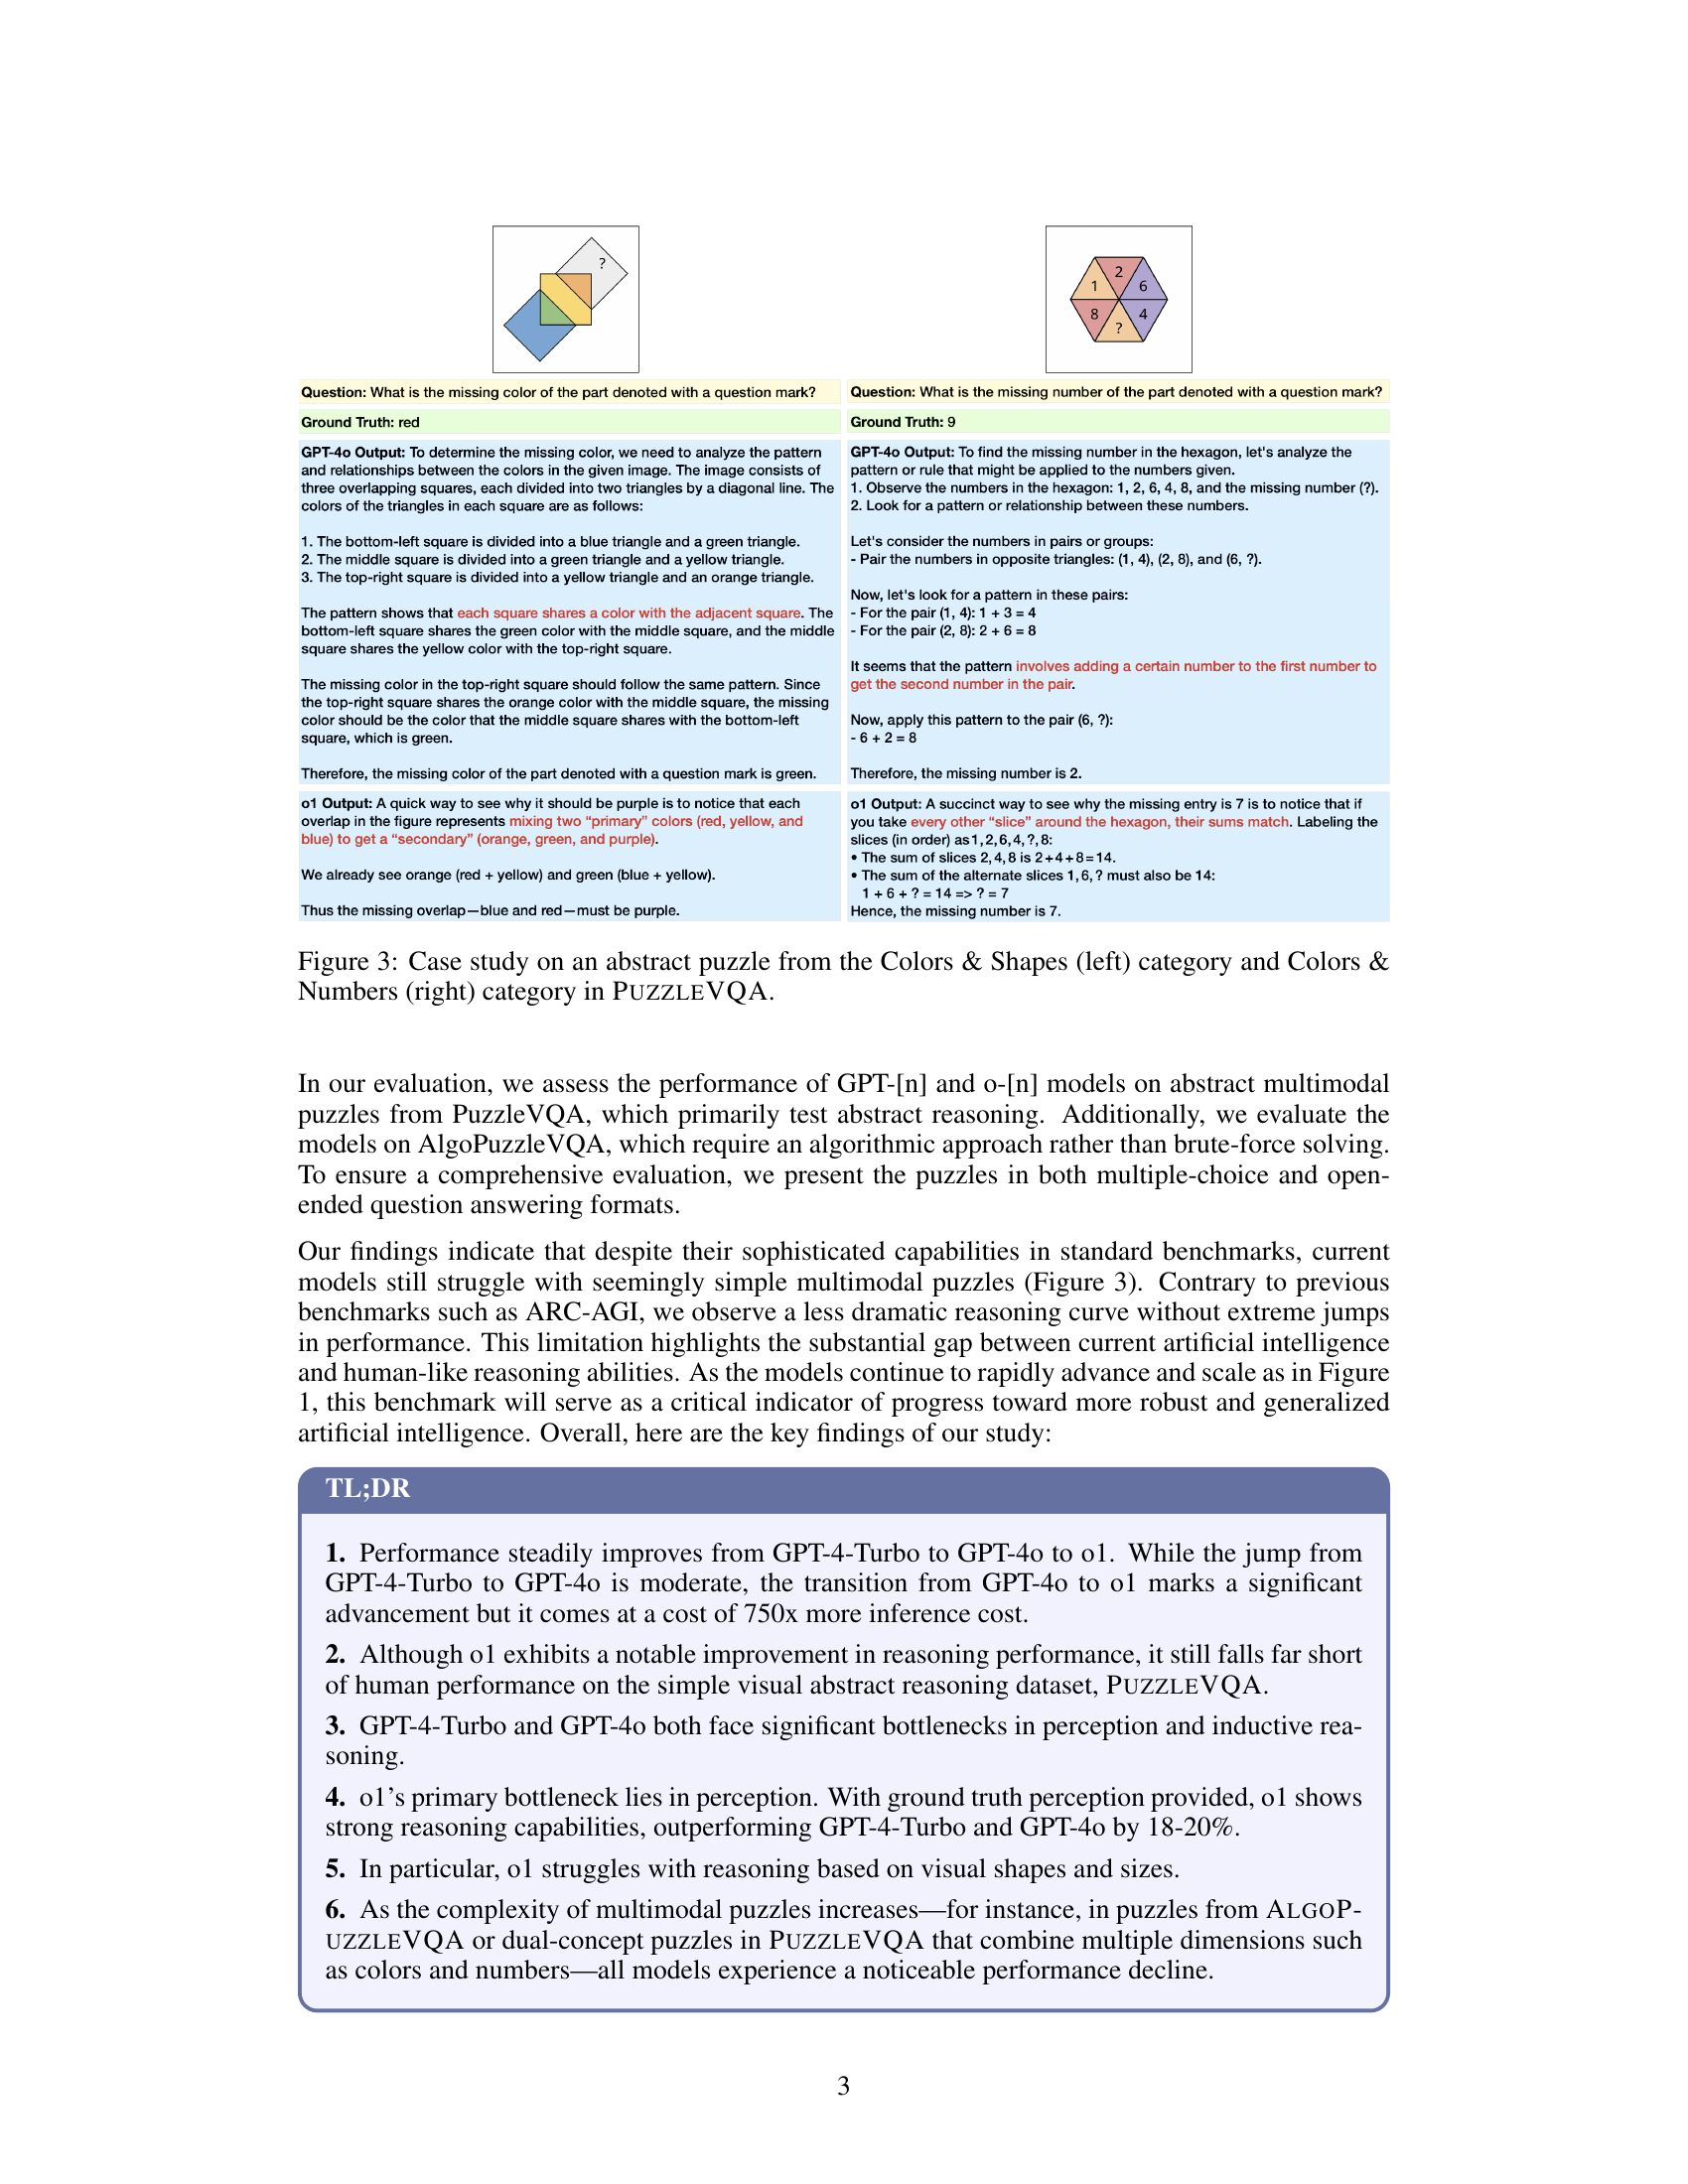 ?
1
2
6
8
?
4
Question: What is the missing color of the part denoted with a question mark?
Ground Truth: red
GPT-4o Output: To determine the missing color, we need to analyze the pattern
and relationships between the colors in the given image. The image consists of
three overlapping squares, each divided into two triangles by a diagonal line. The
colors of the triangles in each square are as follows:
1. The bottom-left square is divided into a blue triangle and a green triangle.
2. The middle square is divided into a green triangle and a yellow triangle.
3. The top-right square is divided into a yellow triangle and an orange triangle.
The pattern shows that each square shares a color with the adjacent square. The
bottom-left square shares the green color with the middle square, and the middle
square shares the yellow color with the top-right square.
The missing color in the top-right square should follow the same pattern. Since
the top-right square shares the orange color with the middle square, the missing
color should be the color that the middle square shares with the bottom-left
square, which is green.
Therefore, the missing color of the part denoted with a question mark is green.
o1 Output: A quick way to see why it should be purple is to notice that each
overlap in the figure represents mixing two “primary” colors (red, yellow, and
blue) to get a “secondary” (orange, green, and purple).
We already see orange (red + yellow) and green (blue + yellow).
Thus the missing overlap—blue and red—must be purple.
Question: What is the missing number of the part denoted with a question mark?
Ground Truth: 9
GPT-4o Output: To find the missing number in the hexagon, let's analyze the
pattern or rule that might be applied to the numbers given.
1. Observe the numbers in the hexagon: 1, 2, 6, 4, 8, and the missing number (?).
2. Look for a pattern or relationship between these numbers.
Let's consider the numbers in pairs or groups:
- Pair the numbers in opposite triangles: (1, 4), (2, 8), and (6, ?).
Now, let's look for a pattern in these pairs:
- For the pair (1, 4): 1 + 3 = 4
- For the pair (2, 8): 2 + 6 = 8
It seems that the pattern involves adding a certain number to the first number to
get the second number in the pair.
Now, apply this pattern to the pair (6, ?):
- 6 + 2 = 8
Therefore, the missing number is 2.
o1 Output: A succinct way to see why the missing entry is 7 is to notice that if
you take every other “slice” around the hexagon, their sums match. Labeling the
slices (in order) as 1, 2, 6, 4, ?, 8:
• The sum of slices 2, 4, 8 is 2 + 4 + 8 = 14.
• The sum of the alternate slices 1, 6, ? must also be 14:
1 + 6 + ? = 14 => ? = 7
Hence, the missing number is 7.
Figure 3: Case study on an abstract puzzle from the Colors & Shapes (left) category and Colors &
Numbers (right) category in PUZZLEVQA.
In our evaluation, we assess the performance of GPT-[n] and o-[n] models on abstract multimodal
puzzles from PuzzleVQA, which primarily test abstract reasoning. Additionally, we evaluate the
models on AlgoPuzzleVQA, which require an algorithmic approach rather than brute-force solving.
To ensure a comprehensive evaluation, we present the puzzles in both multiple-choice and open-
ended question answering formats.
Our findings indicate that despite their sophisticated capabilities in standard benchmarks, current
models still struggle with seemingly simple multimodal puzzles (Figure 3). Contrary to previous
benchmarks such as ARC-AGI, we observe a less dramatic reasoning curve without extreme jumps
in performance. This limitation highlights the substantial gap between current artificial intelligence
and human-like reasoning abilities. As the models continue to rapidly advance and scale as in Figure
1, this benchmark will serve as a critical indicator of progress toward more robust and generalized
artificial intelligence. Overall, here are the key findings of our study:
TL;DR
1. Performance steadily improves from GPT-4-Turbo to GPT-4o to o1. While the jump from
GPT-4-Turbo to GPT-4o is moderate, the transition from GPT-4o to o1 marks a significant
advancement but it comes at a cost of 750x more inference cost.
2. Although o1 exhibits a notable improvement in reasoning performance, it still falls far short
of human performance on the simple visual abstract reasoning dataset, PUZZLEVQA.
3. GPT-4-Turbo and GPT-4o both face significant bottlenecks in perception and inductive rea-
soning.
4. o1’s primary bottleneck lies in perception. With ground truth perception provided, o1 shows
strong reasoning capabilities, outperforming GPT-4-Turbo and GPT-4o by 18-20%.
5. In particular, o1 struggles with reasoning based on visual shapes and sizes.
6. As the complexity of multimodal puzzles increases—for instance, in puzzles from ALGOP-
UZZLEVQA or dual-concept puzzles in PUZZLEVQA that combine multiple dimensions such
as colors and numbers—all models experience a noticeable performance decline.
3